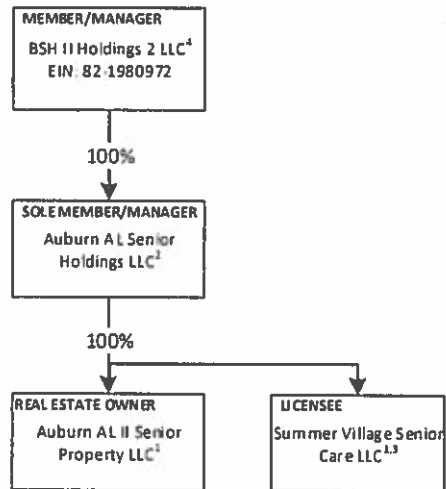 MEMBER/MANAGER
BSH II Holdings 2 LLC⁴
EIN: 82-1980972
100%
SOLE MEMBER/MANAGER
Auburn AL Senior
Holdings LLC²
100%
REAL ESTATE OWNER
Auburn AL II Senior
Property LLC¹
LICENSEE
Summer Village Senior
Care LLC¹,³